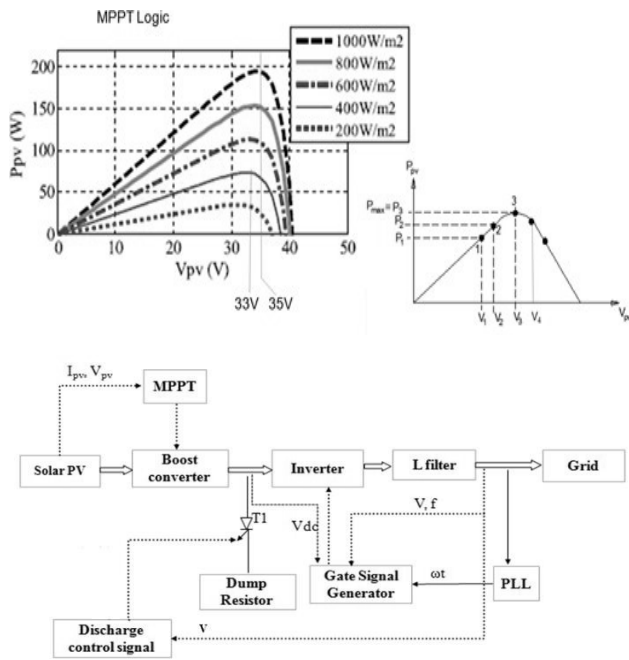 MPPT Logic
1000W/m2
800W/m2
600W/m2
400W/m2
200W/m2
200
150
100
50
0
Ppv (W)
0 10 20 30 40 50
Vpv (V)
33V 35V
Ppv
Pmax = P3
P2
P1
1
2
3
V1 V2 V3 V4
Ipv, Vpv
MPPT
Solar PV
Boost
converter
Inverter
L filter
Grid
T1
Vdc
V, f
Dump
Resistor
Gate Signal
Generator
ωt
PLL
Discharge
control signal
v